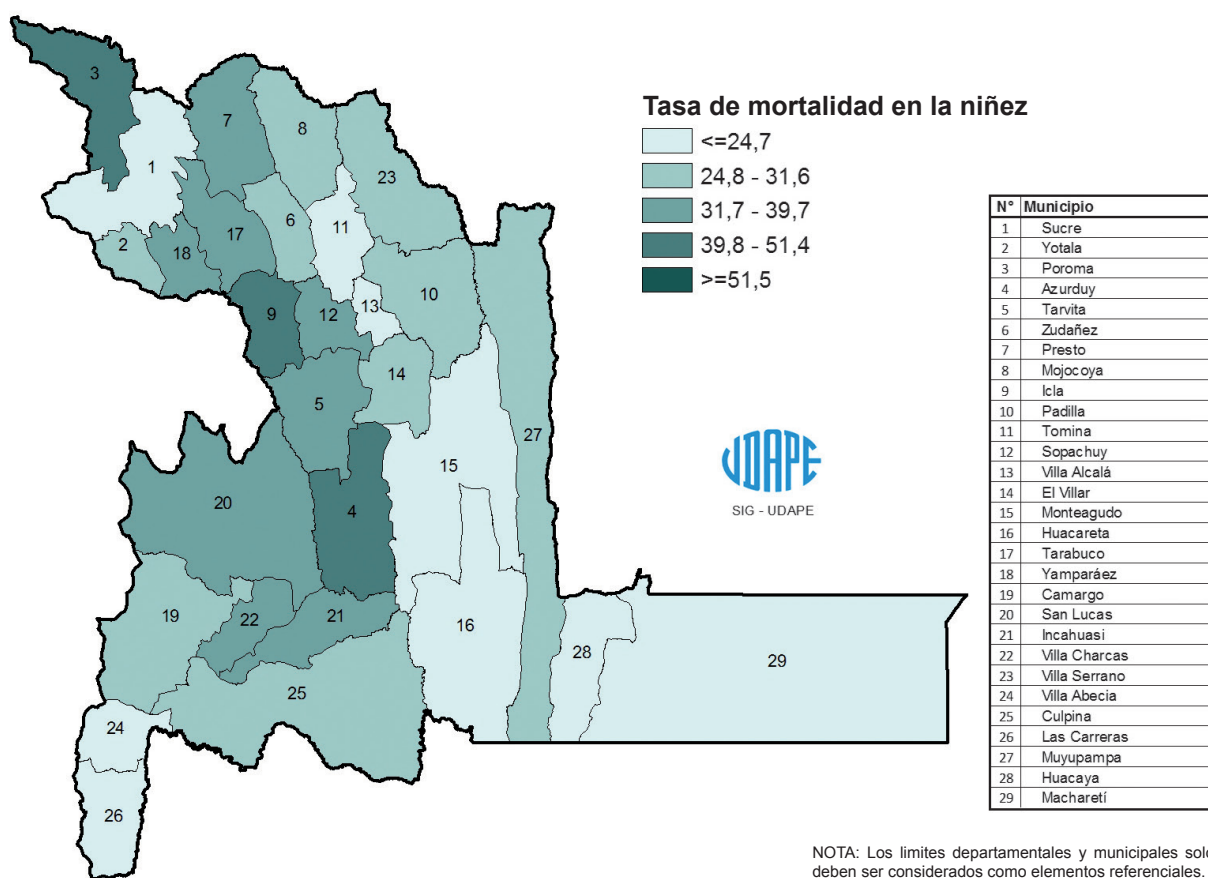 Tasa de mortalidad en la niñez
<=24,7
24,8 - 31,6
31,7 - 39,7
39,8 - 51,4
>=51,5
3
7
8
1
23
6
11
2
18
17
10
9
12
13
14
5
27
15
20
4
19
22
21
16
28
29
25
24
26
UDAPE
SIG - UDAPE
N° Municipio
1 Sucre
2 Yotala
3 Poroma
4 Azurduy
5 Tarvita
6 Zudañez
7 Presto
8 Mojocoya
9 Icla
10 Padilla
11 Tomina
12 Sopachuy
13 Villa Alcalá
14 El Villar
15 Monteagudo
16 Huacareta
17 Tarabuco
18 Yamparáez
19 Camargo
20 San Lucas
21 Incahuasi
22 Villa Charcas
23 Villa Serrano
24 Villa Abecia
25 Culpina
26 Las Carreras
27 Muyupampa
28 Huacaya
29 Macharetí
NOTA: Los limites departamentales y municipales solo
deben ser considerados como elementos referenciales.